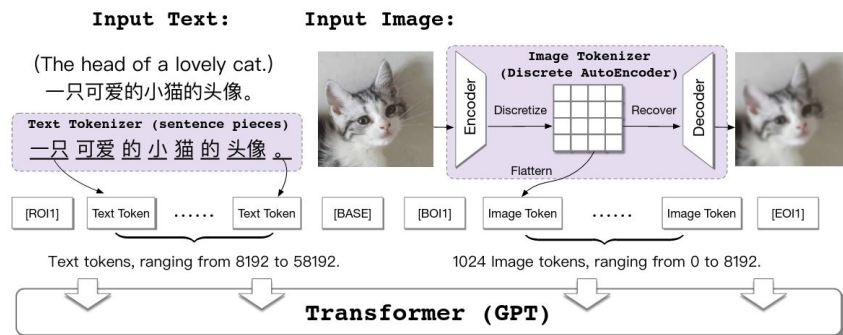 Input Text:
Input Image:
(The head of a lovely cat.)
一只可爱的小猫的头像。
Text Tokenizer (sentence pieces)
一只 可爱 的 小 猫 的 头像 。
Image Tokenizer
(Discrete AutoEncoder)
Encoder
Discretize
Recover
Decoder
Flattern
[ROI1]
Text Token
......
Text Token
[BASE]
[BOI1]
Image Token
......
Image Token
[EOI1]
Text tokens, ranging from 8192 to 58192.
1024 Image tokens, ranging from 0 to 8192.
Transformer (GPT)